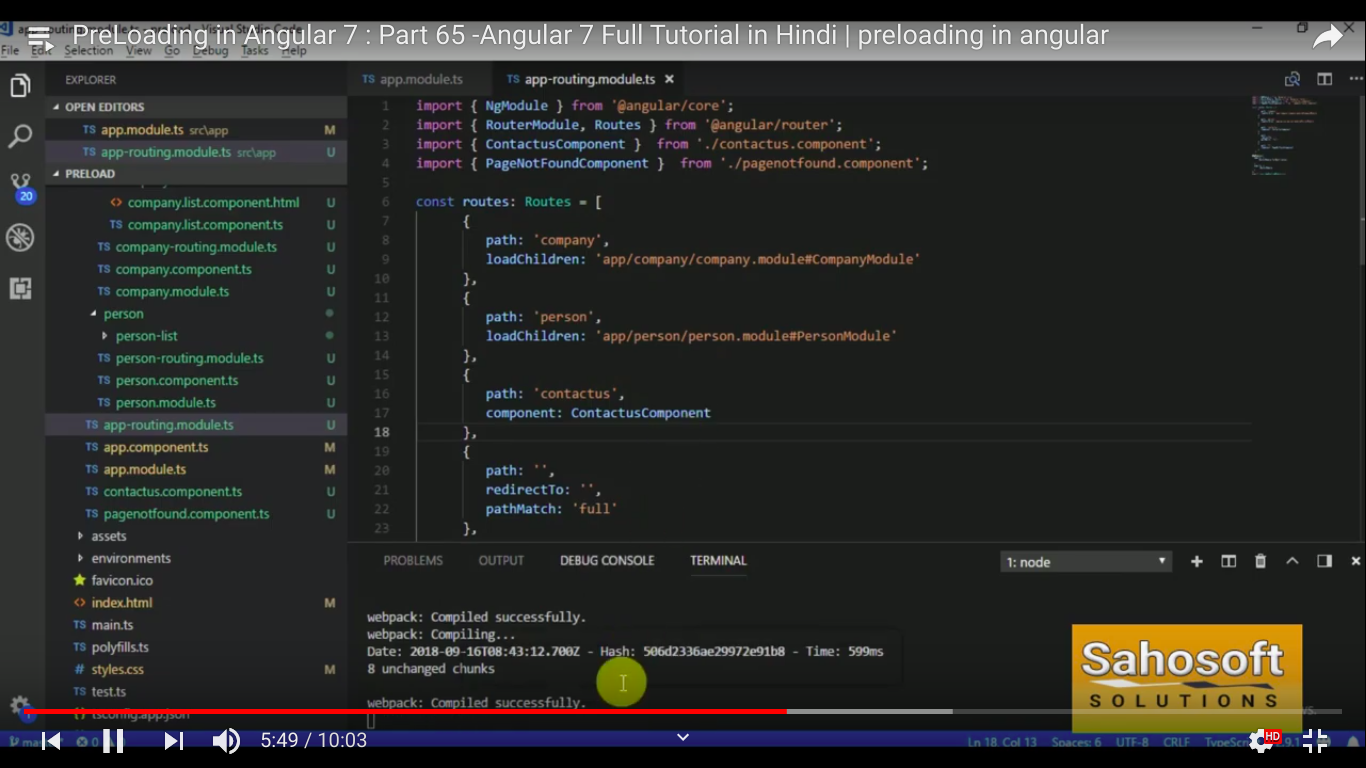 PreLoading in Angular 7 : Part 65 -Angular 7 Full Tutorial in Hindi | preloading in angular
File Edit Selection View Go Debug Tasks Help
EXPLORER
OPEN EDITORS
TS app.module.ts src\app M
TS app-routing.module.ts src\app U
PRELOAD
<> company.list.component.html U
TS company.list.component.ts U
TS company-routing.module.ts U
TS company.component.ts U
TS company.module.ts U
person
person-list
TS person-routing.module.ts U
TS person.component.ts U
TS person.module.ts U
TS app-routing.module.ts U
TS app.component.ts M
TS app.module.ts M
TS contactus.component.ts U
TS pagenotfound.component.ts U
assets
environments
favicon.ico
<> index.html M
TS main.ts
TS polyfills.ts
# styles.css M
TS test.ts
{} tsconfig.app.json
20
1
TS app.module.ts TS app-routing.module.ts
1 import { NgModule } from '@angular/core';
2 import { RouterModule, Routes } from '@angular/router';
3 import { ContactusComponent }  from './contactus.component';
4 import { PageNotFoundComponent }  from './pagenotfound.component';
5
6 const routes: Routes = [
7 {
8 path: 'company',
9 loadChildren: 'app/company/company.module#CompanyModule'
10 },
11 {
12 path: 'person',
13 loadChildren: 'app/person/person.module#PersonModule'
14 },
15 {
16 path: 'contactus',
17 component: ContactusComponent
18 },
19 {
20 path: '',
21 redirectTo: '',
22 pathMatch: 'full'
23 },
PROBLEMS OUTPUT DEBUG CONSOLE TERMINAL 1: node
webpack: Compiled successfully.
webpack: Compiling...
Date: 2018-09-16T08:43:12.700Z - Hash: 506d2336ae29972e91b8 - Time: 599ms
8 unchanged chunks
webpack: Compiled successfully.
Sahosoft
SOLUTIONS
5:49 / 10:03
HD
Ln 18, Col 13 Spaces: 6 UTF-8 CRLF